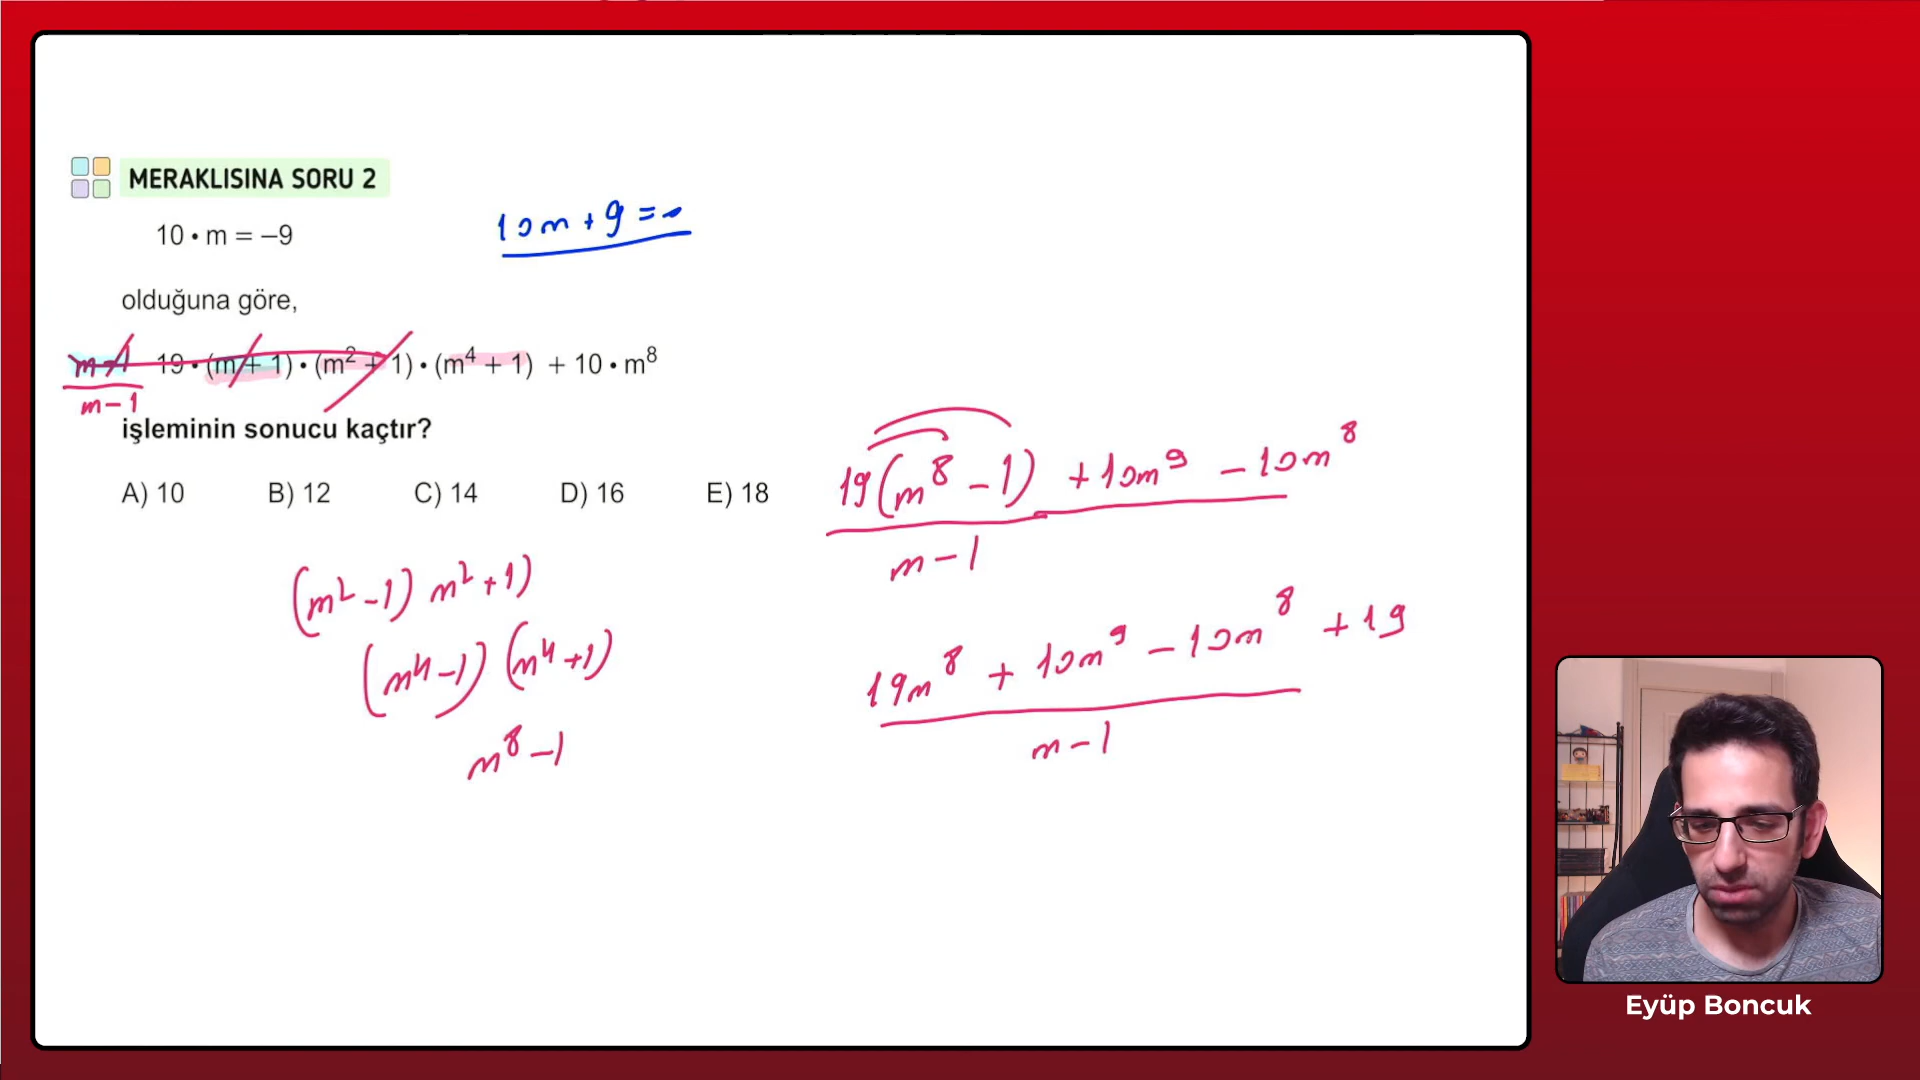 MERAKLISINA SORU 2
10 • m = −9
10m + 9 = 0
olduğuna göre,
m−1 19 • (m + 1) • (m² + 1) • (m⁴ + 1) + 10 • m⁸
m−1
işleminin sonucu kaçtır?
A) 10 B) 12 C) 14 D) 16 E) 18
19(m⁸ − 1) + 10m⁹ − 10m⁸
m − 1
(m² − 1) m² + 1)
(m⁴ − 1) (m⁴ + 1)
m⁸ − 1
19m⁸ + 10m⁹ − 10m⁸ + 19
m − 1
Eyüp Boncuk